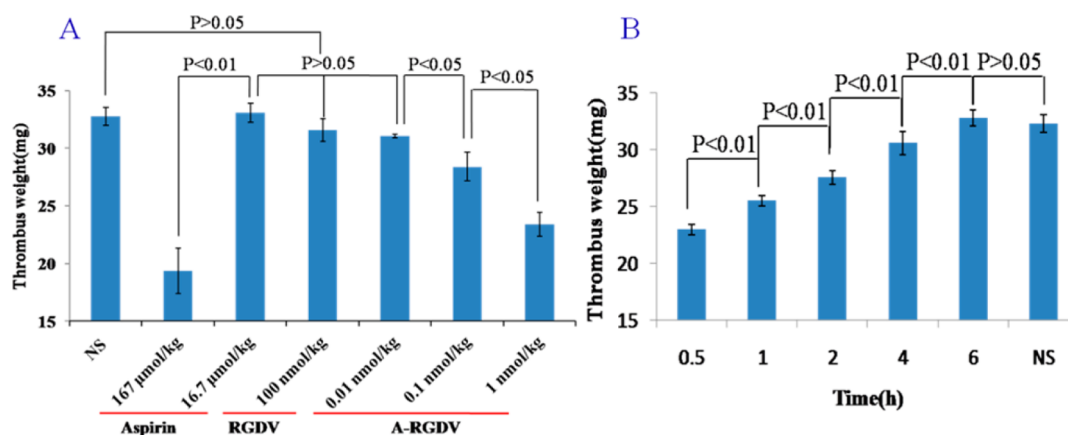 A
P>0.05
P<0.01
P>0.05
P<0.05
P<0.05
Thrombus weight(mg)
35
30
25
20
15
NS
167 μmol/kg
16.7 μmol/kg
100 nmol/kg
0.01 nmol/kg
0.1 nmol/kg
1 nmol/kg
Aspirin
RGDV
A-RGDV
B
P<0.01
P<0.01
P<0.01
P<0.01
P>0.05
Thrombus weight(mg)
35
30
25
20
15
0.5 1 2 4 6 NS
Time(h)